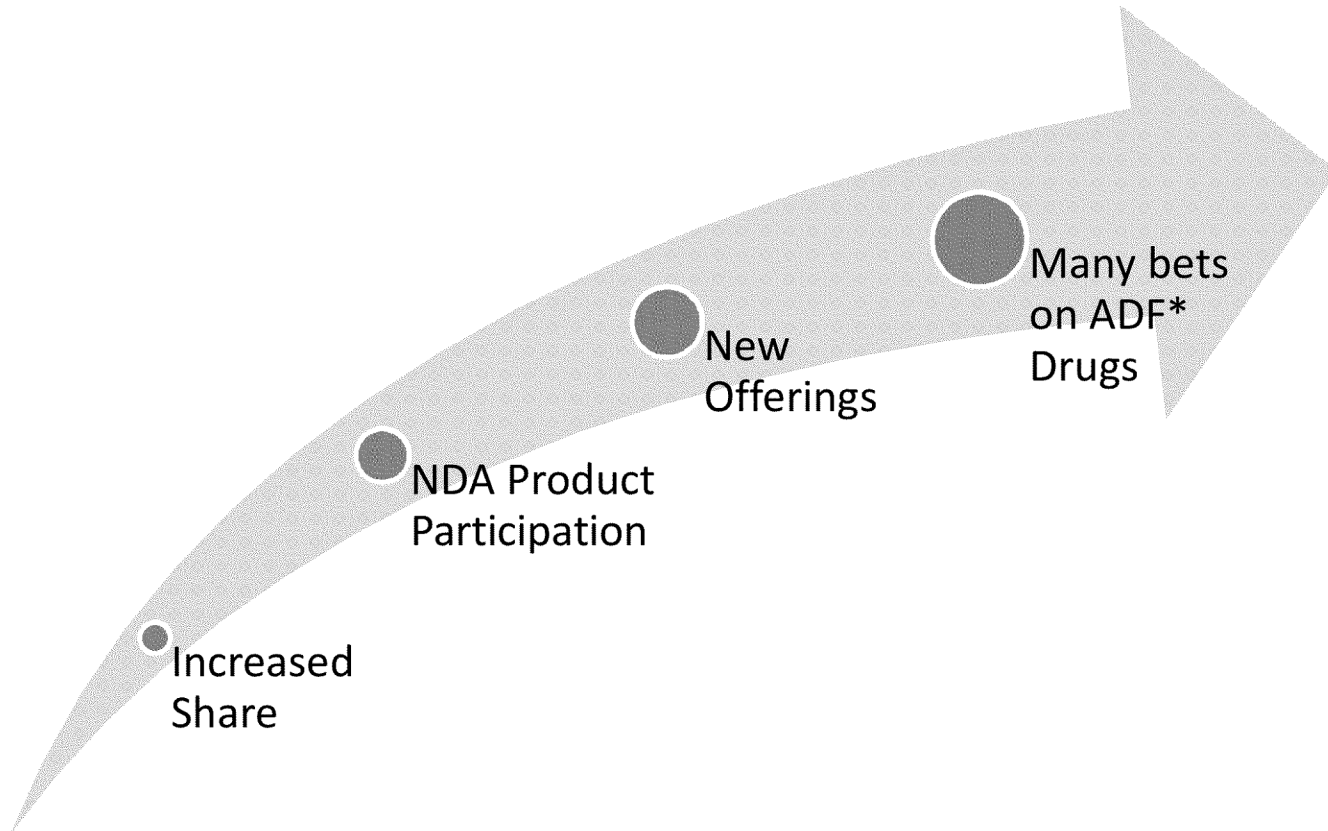 Increased
Share
NDA Product
Participation
New
Offerings
Many bets
on ADF*
Drugs